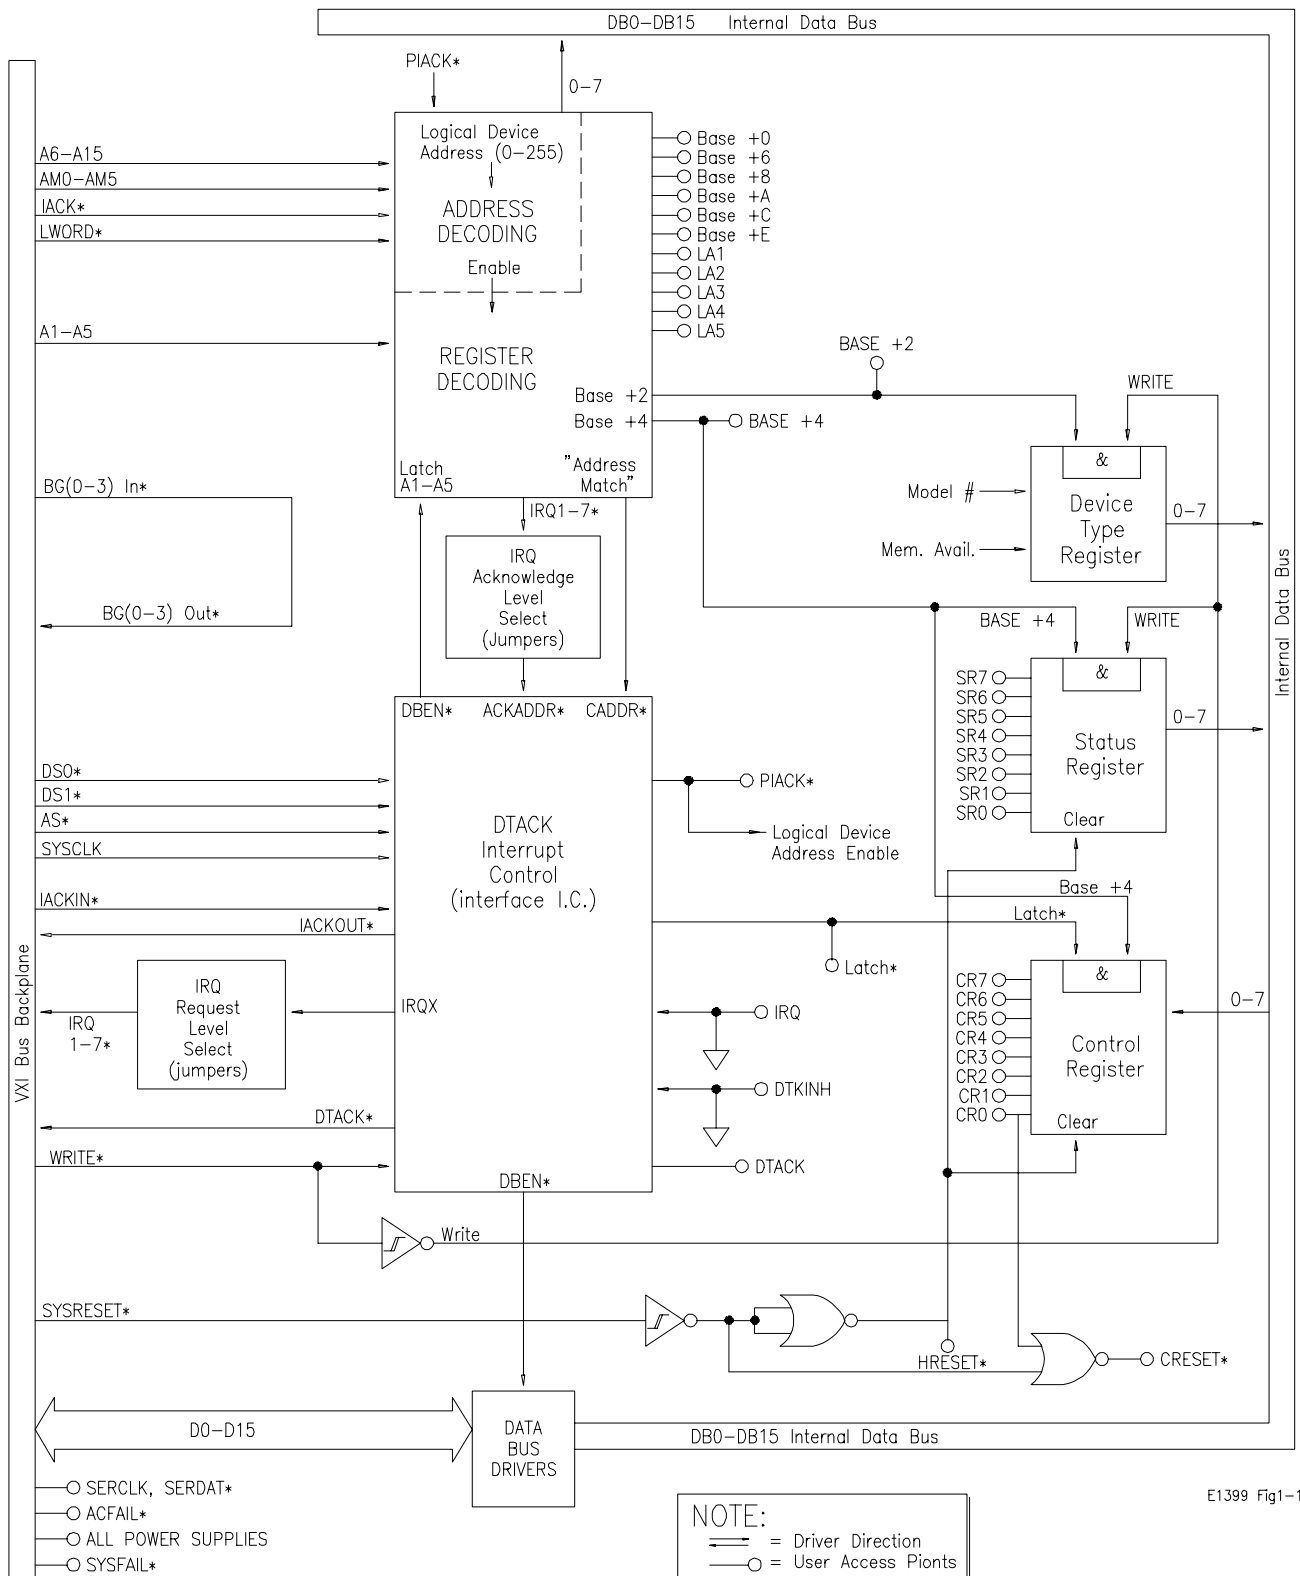 DB0-DB15 Internal Data Bus
PIACK*
0-7
Logical Device
Address (0-255)
ADDRESS
DECODING
Enable
A6-A15
AM0-AM5
IACK*
LWORD*
A1-A5
Base +0
Base +6
Base +8
Base +A
Base +C
Base +E
LA1
LA2
LA3
LA4
LA5
REGISTER
DECODING
Base +2
Base +4
BASE +2
BASE +4
WRITE
Latch
A1-A5
"Address
Match"
BG(0-3) In*
BG(0-3) Out*
IRQ1-7*
IRQ
Acknowledge
Level
Select
(Jumpers)
&
Model #
Mem. Avail.
Device
Type
Register
0-7
Internal Data Bus
BASE +4
WRITE
&
SR7
SR6
SR5
SR4
SR3
SR2
SR1
SR0
Status
Register
Clear
0-7
DBEN*
ACKADDR*
CADDR*
DS0*
DS1*
AS*
SYSCLK
IACKIN*
IACKOUT*
DTACK
Interrupt
Control
(interface I.C.)
PIACK*
Logical Device
Address Enable
Base +4
Latch*
Latch*
&
CR7
CR6
CR5
CR4
CR3
CR2
CR1
CR0
Control
Register
Clear
0-7
VXI Bus Backplane
IRQ
1-7*
IRQ
Request
Level
Select
(jumpers)
IRQX
IRQ
DTKINH
DTACK*
WRITE*
DTACK
DBEN*
Write
SYSRESET*
HRESET*
CRESET*
D0-D15
DATA
BUS
DRIVERS
DB0-DB15 Internal Data Bus
SERCLK, SERDAT*
ACFAIL*
ALL POWER SUPPLIES
SYSFAIL*
E1399 Fig1-1
NOTE:
= Driver Direction
= User Access Pionts